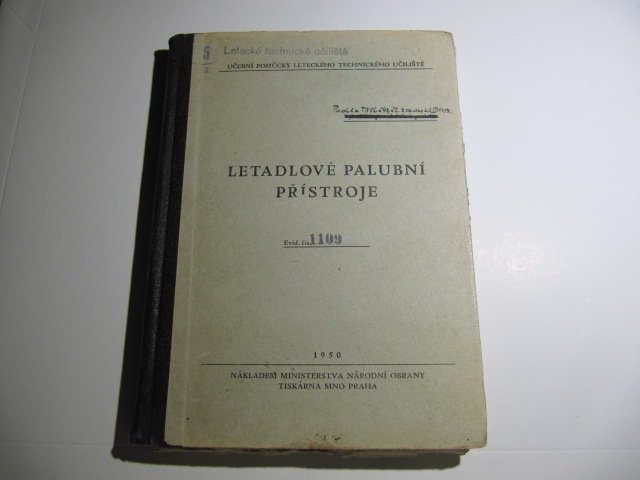 Letecké technické učiliště
UČEBNÍ POMŮCKY LETECKÉHO TECHNICKÉHO UČILIŠTĚ
LETADLOVÉ PALUBNÍ
PŘÍSTROJE
Evid. čís. 1109
1950
NÁKLADEM MINISTERSTVA NÁRODNÍ OBRANY
TISKÁRNA MNO PRAHA